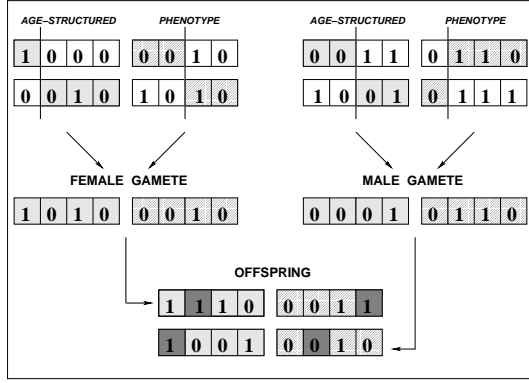 AGE–STRUCTURED PHENOTYPE AGE–STRUCTURED PHENOTYPE
1 0 0 0 0 0 1 0 0 0 1 1 0 1 1 0
0 0 1 0 1 0 1 0 1 0 0 1 0 1 1 1
FEMALE GAMETE MALE GAMETE
1 0 1 0 0 0 1 0 0 0 0 1 0 1 1 0
OFFSPRING
1 1 1 0 0 0 1 1
1 0 0 1 0 0 1 0